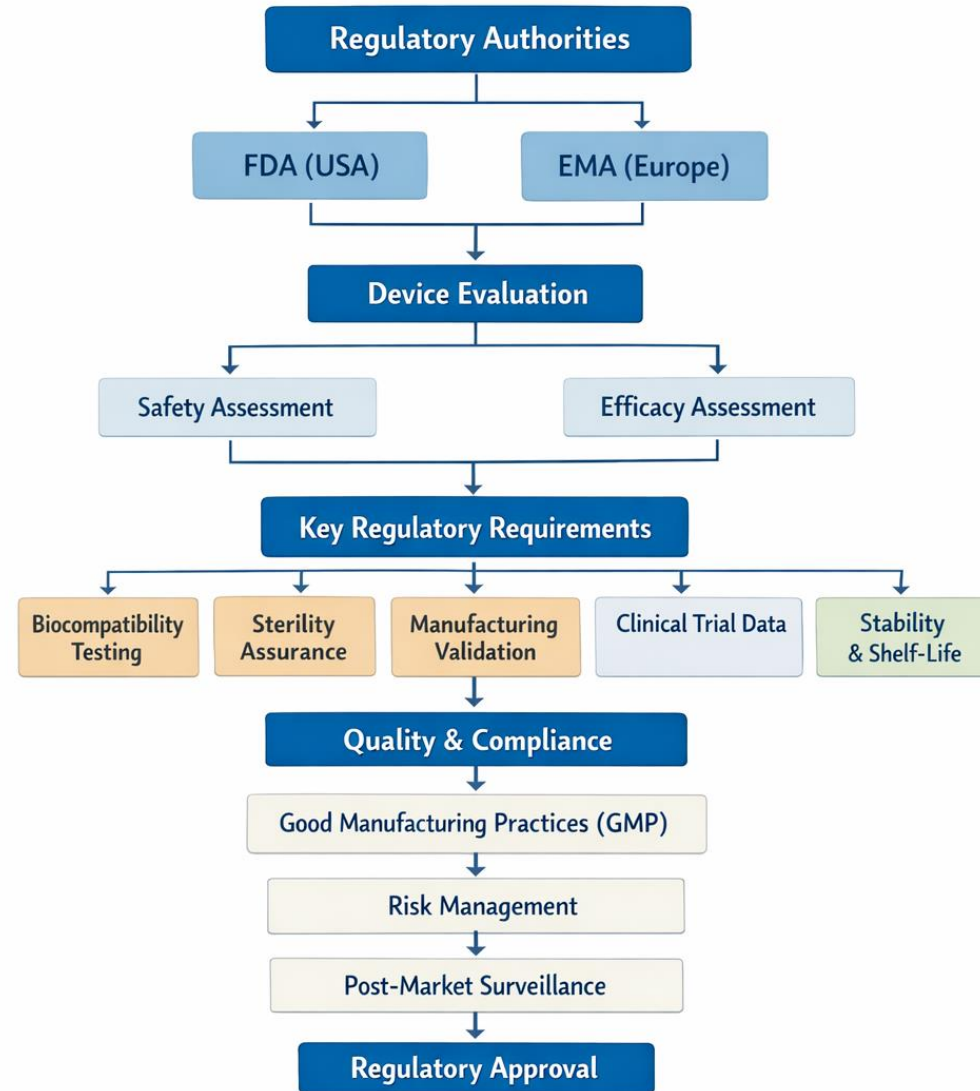 Regulatory Authorities
FDA (USA)
EMA (Europe)
Device Evaluation
Safety Assessment
Efficacy Assessment
Key Regulatory Requirements
Biocompatibility
Testing
Sterility
Assurance
Manufacturing
Validation
Clinical Trial Data
Stability
& Shelf-Life
Quality & Compliance
Good Manufacturing Practices (GMP)
Risk Management
Post-Market Surveillance
Regulatory Approval